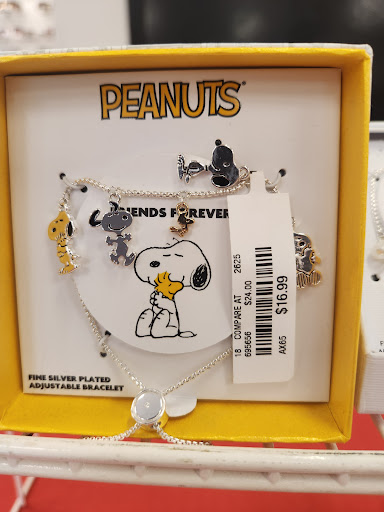 PEANUTS
FRIENDS FOREVER
2625
COMPARE AT
$24.00
$16.99
18
695656
AX65
FINE SILVER PLATED
ADJUSTABLE BRACELET